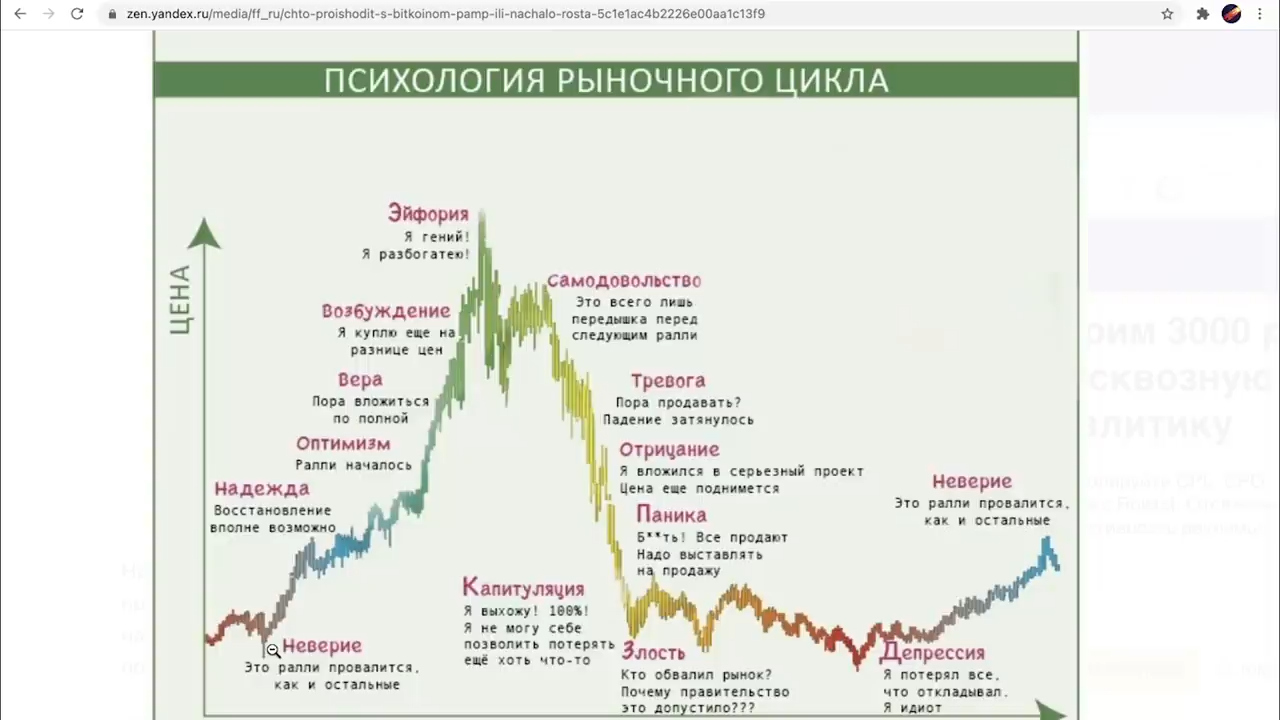 zen.yandex.ru/media/ff_ru/chto-proishodit-s-bitkoinom-pamp-ili-nachalo-rosta-5c1e1ac4b2226e00aa1c13f9
ПСИХОЛОГИЯ РЫНОЧНОГО ЦИКЛА
ЦЕНА
Эйфория
Я гений!
Я разбогатею!
Самодовольство
Это всего лишь
передышка перед
следующим ралли
Возбуждение
Я куплю еще на
разнице цен
Вера
Пора вложиться
по полной
Тревога
Пора продавать?
Падение затянулось
Оптимизм
Ралли началось
Отрицание
Я вложился в серьезный проект
Цена еще поднимется
Надежда
Восстановление
вполне возможно
Неверие
Это ралли провалится,
как и остальные
Паника
Б**ть! Все продают
Надо выставлять
на продажу
Капитуляция
Я выхожу! 100%!
Я не могу себе
позволить потерять
ещё хоть что-то
Неверие
Это ралли провалится,
как и остальные
Злость
Кто обвалил рынок?
Почему правительство
это допустило???
Депрессия
Я потерял все,
что откладывал.
Я идиот
рим 3000 р
сквозную
литику